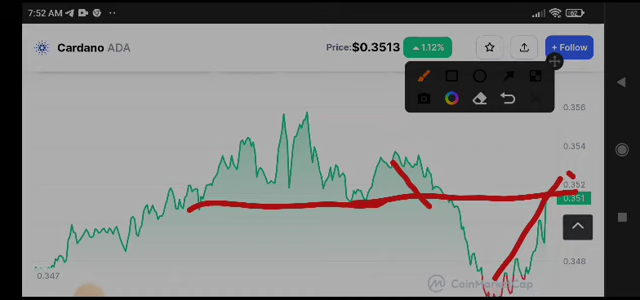 7:52 AM
62
Cardano ADA
Price: $0.3513
1.12%
+ Follow
0.356
0.354
0.352
0.351
0.348
0.347
CoinMarketCap